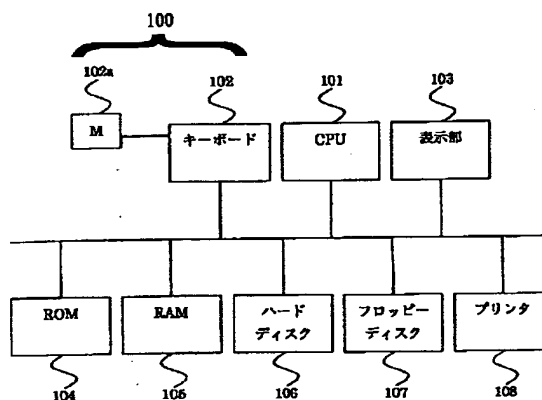 100
102a
102
101
103
M
キーボード
CPU
表示部
ROM
RAM
ハード
ディスク
フロッピー
ディスク
プリンタ
104
105
106
107
108